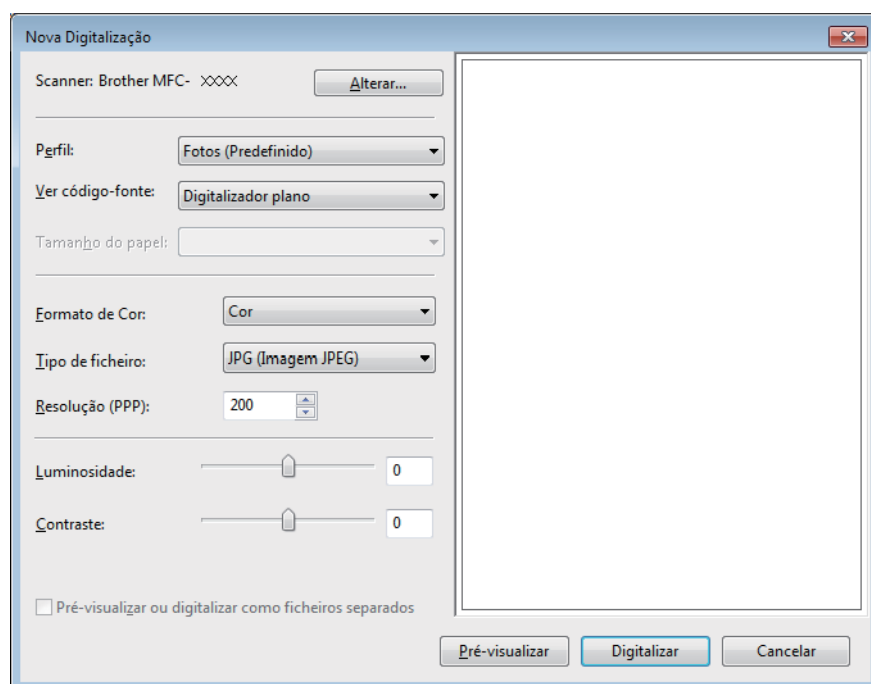 Nova Digitalização
Scanner: Brother MFC- XXXX
Alterar...
Perfil: Fotos (Predefinido)
Ver código-fonte: Digitalizador plano
Tamanho do papel:
Formato de Cor: Cor
Tipo de ficheiro: JPG (Imagem JPEG)
Resolução (PPP): 200
Luminosidade: 0
Contraste: 0
Pré-visualizar ou digitalizar como ficheiros separados
Pré-visualizar Digitalizar Cancelar